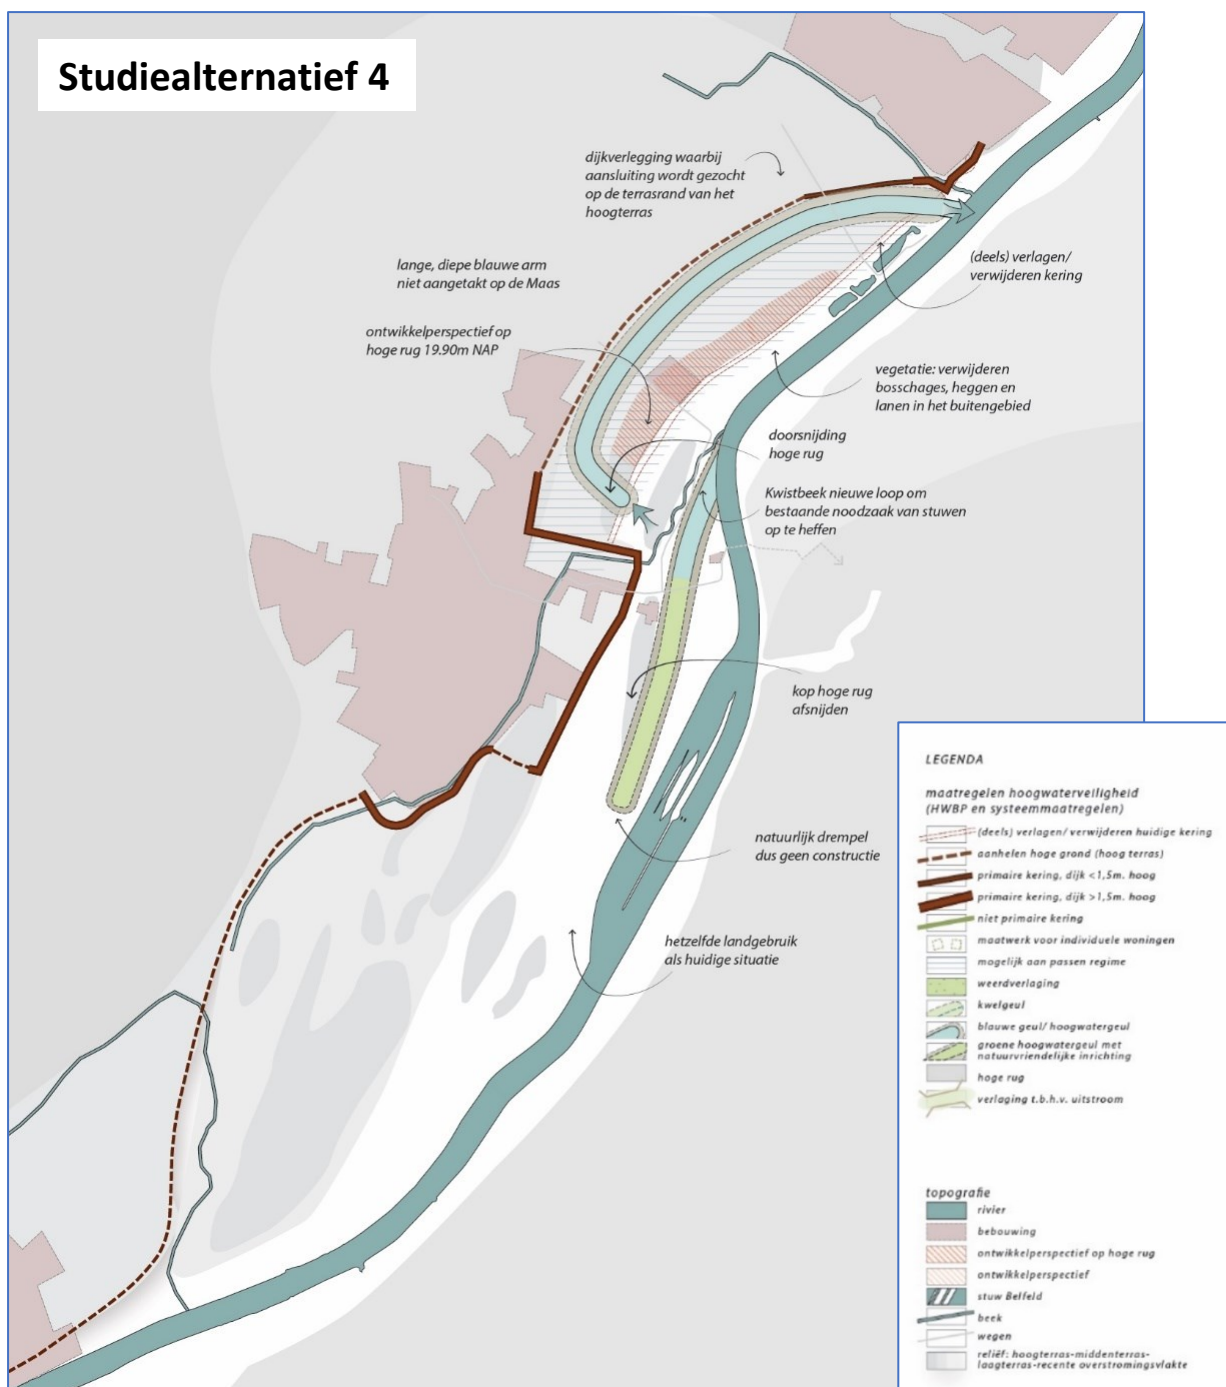 Studiealternatief 4
dijkverlegging waarbij
aansluiting wordt gezocht
op de terrasrand van het
hoogterras
lange, diepe blauwe arm
niet aangetakt op de Maas
(deels) verlagen/
verwijderen kering
ontwikkelperspectief op
hoge rug 19.90m NAP
vegetatie: verwijderen
bosschages, heggen en
lanen in het buitengebied
doorsnijding
hoge rug
Kwistbeek nieuwe loop om
bestaande noodzaak van stuwen
op te heffen
kop hoge rug
afsnijden
natuurlijk drempel
dus geen constructie
hetzelfde landgebruik
als huidige situatie
LEGENDA
maatregelen hoogwaterveiligheid
(HWBP en systeemmaatregelen)
(deels) verlagen/ verwijderen huidige kering
aanhelen hoge grond (hoog terras)
primaire kering, dijk <1,5m. hoog
primaire kering, dijk >1,5m. hoog
niet primaire kering
maatwerk voor individuele woningen
mogelijk aan passen regime
weerdverlaging
kwelgeul
blauwe geul/ hoogwatergeul
groene hoogwatergeul met
natuurvriendelijke inrichting
hoge rug
verlaging t.b.h.v. uitstroom
topografie
rivier
bebouwing
ontwikkelperspectief op hoge rug
ontwikkelperspectief
stuw Belfeld
beek
wegen
reliëf: hoogterras-middenterras-
laagterras-recente overstromingsvlakte